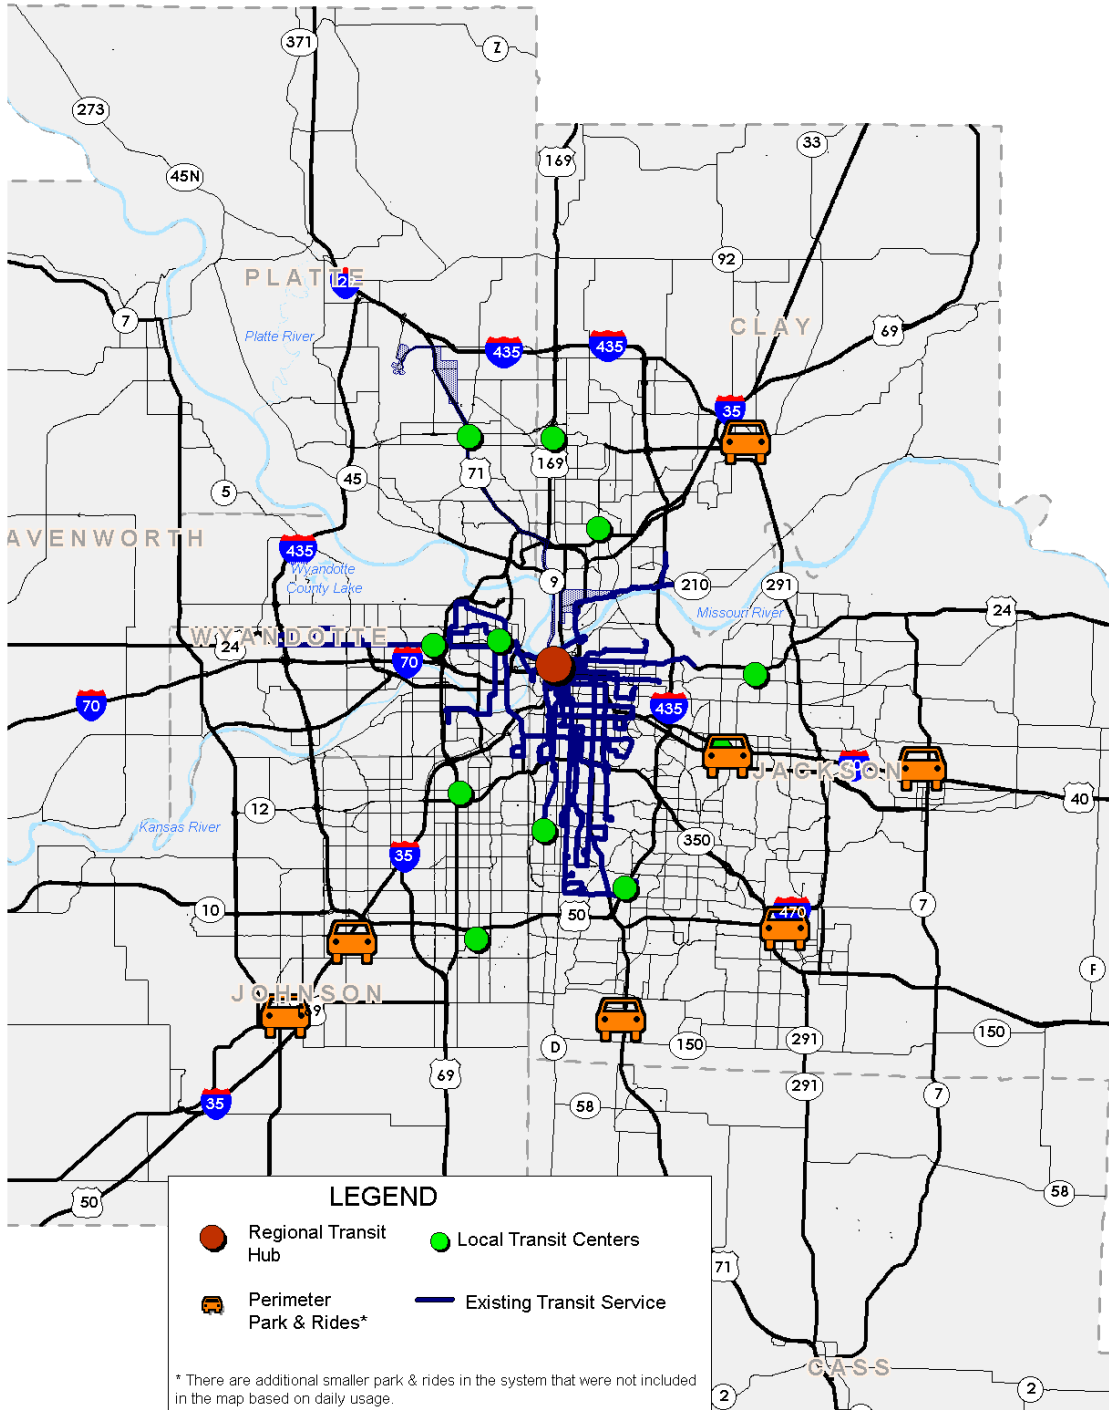 371
Z
273
169
33
45N
92
PLATTE
2
7
CLAY
69
Platte River
435
435
35
71
169
45
5
AVENWORTH
435
Wyandotte
County Lake
9
210
291
Missouri River
24
WYANDOTTE
24
70
70
435
JACKSON
40
12
Kansas River
35
350
10
50
470
7
F
JOHNSON
69
150
291
150
D
69
291
7
35
58
58
50
71
CASS
2
2
LEGEND
Regional Transit
Hub
Local Transit Centers
Perimeter
Park & Rides*
Existing Transit Service
* There are additional smaller park & rides in the system that were not included
in the map based on daily usage.